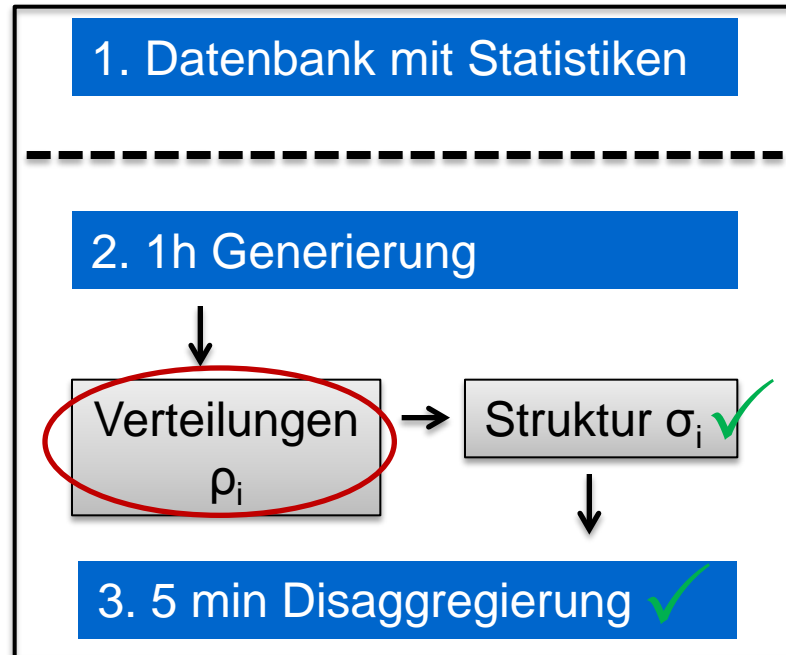 1. Datenbank mit Statistiken
2. 1h Generierung
Verteilungen
ρi
Struktur σi
3. 5 min Disaggregierung